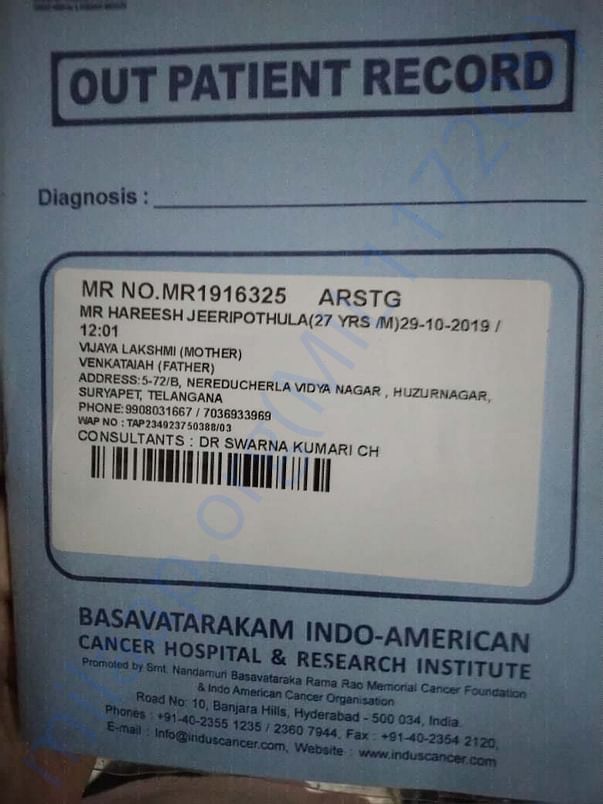 OUT PATIENT RECORD
Diagnosis :
MR NO.MR1916325 ARSTG
MR HAREESH JEERIPOTHULA(27 YRS /M)29-10-2019 /
12:01
VIJAYA LAKSHMI (MOTHER)
VENKATAIAH (FATHER)
ADDRESS:5-72/B, NEREDUCHERLA VIDYA NAGAR , HUZURNAGAR,
SURYAPET, TELANGANA
PHONE:9908031667 / 7036933969
WAP NO : TAP234923750388/03
CONSULTANTS : DR SWARNA KUMARI CH
BASAVATARAKAM INDO-AMERICAN
CANCER HOSPITAL & RESEARCH INSTITUTE
Promoted by Smt. Nandamuri Basavataraka Rama Rao Memorial Cancer Foundation
& Indo American Cancer Organisation
Road No: 10, Banjara Hills, Hyderabad - 500 034, India.
Phones : +91-40-2355 1235 / 2360 7944, Fax : +91-40-2354 2120,
E-mail : Info@induscancer.com, Website : www.induscancer.com